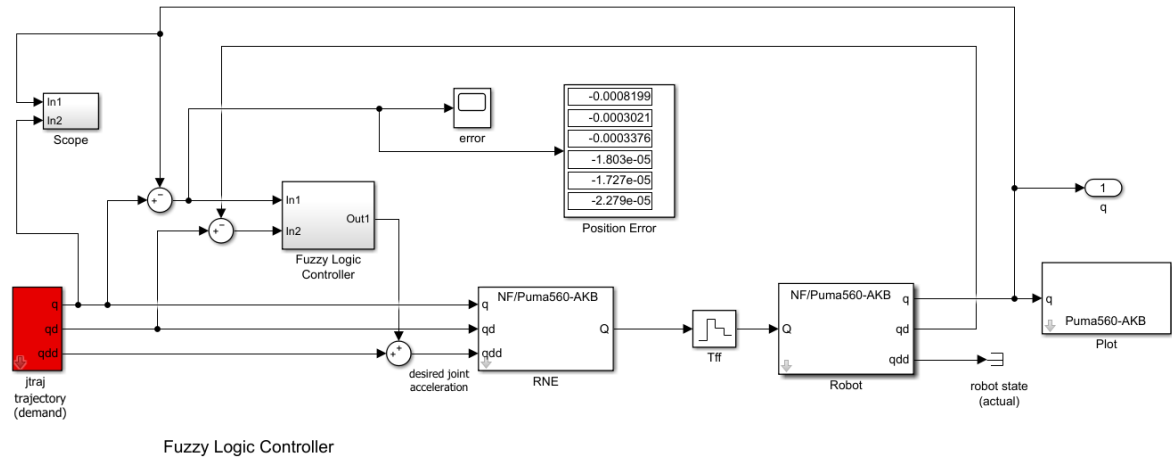 In1
In2
Scope
error
-0.0008199
-0.0003021
-0.0003376
-1.803e-05
-1.727e-05
-2.279e-05
Position Error
+
−
+
−
In1
In2
Out1
Fuzzy Logic
Controller
1
q
q
qd
qdd
jtraj
trajectory
(demand)
+
+
desired joint
acceleration
NF/Puma560-AKB
q
qd
qdd
Q
RNE
Tff
NF/Puma560-AKB
Q
q
qd
qdd
Robot
robot state
(actual)
q
Puma560-AKB
Plot
Fuzzy Logic Controller